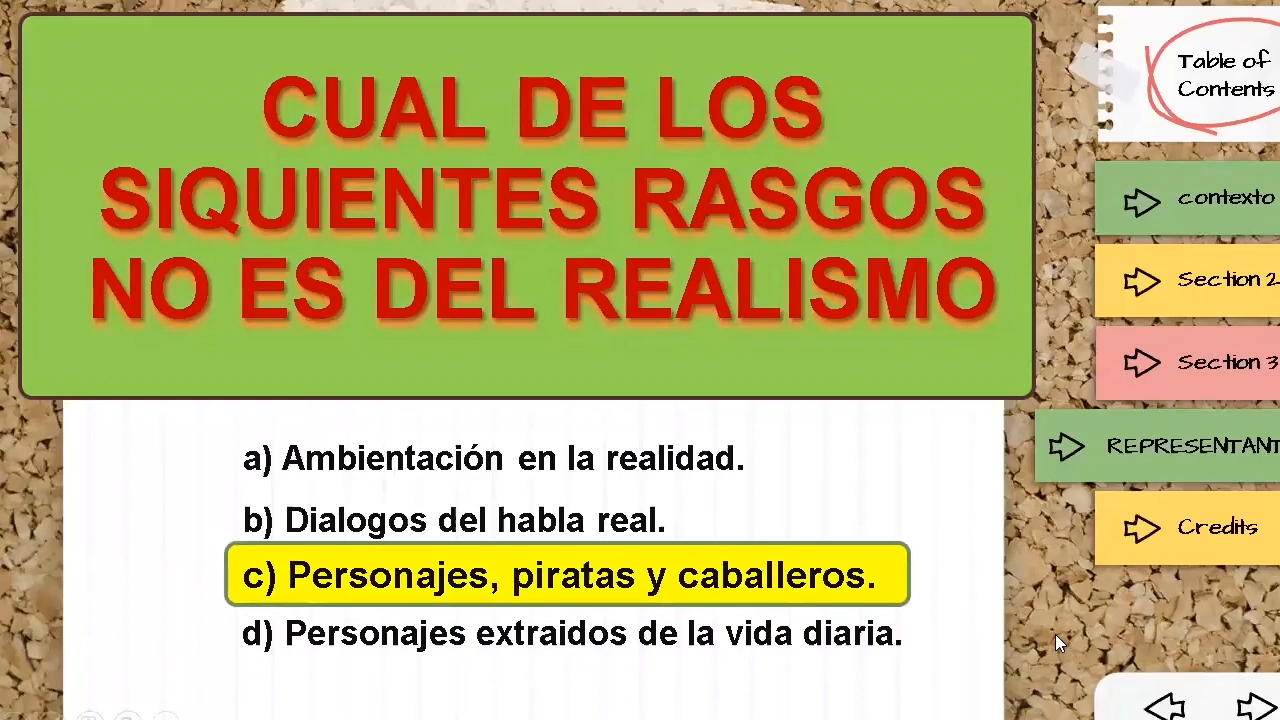 CUAL DE LOS
SIQUIENTES RASGOS
NO ES DEL REALISMO
a) Ambientación en la realidad.
b) Dialogos del habla real.
c) Personajes, piratas y caballeros.
d) Personajes extraidos de la vida diaria.
Table of
Contents
contexto
Section 2
Section 3
REPRESENTANT
Credits